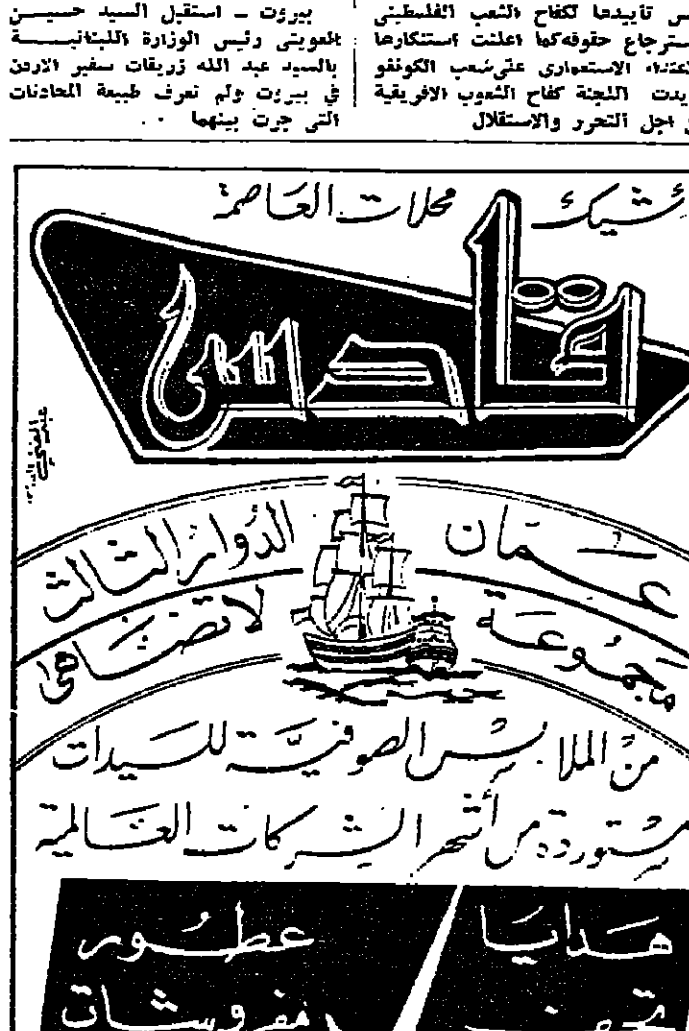 تأييدها لكفاح الشعب الفلسطيني
حقوقه كما اعلنت استنكارها
الاستعماري على شعب الكونغو
اللجنة كفاح الشعوب الافريقية
اجل التحرر والاستقلال
بيروت – استقبل السيد حسين
العويني رئيس الوزارة اللبنانية
بالسيد عبد الله زريقات سفير الاردن
في بيروت ولم تعرف طبيعة المحادثات
التي جرت بينهما . .
محلات العاصمة
قادس
عمان الدوار الثالث
مجموعة لا تضاهى
من الملابس الصوفية للسيدات
مستوردة من أشهر الشركات العالمية
هدايا عطور
تحف مفروشات